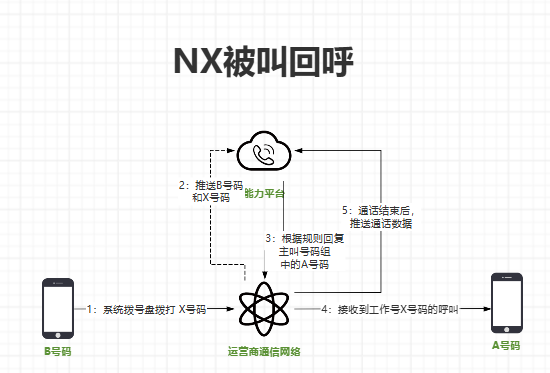 NX被叫回呼
2：推送B号码
和X号码
能力平台
5：通话结束后，
推送通话数据
3：根据规则回复
主叫号码组
中的A号码
1：系统拨号盘拨打 X号码
4：接收到工作号X号码的呼叫
B号码
运营商通信网络
A号码